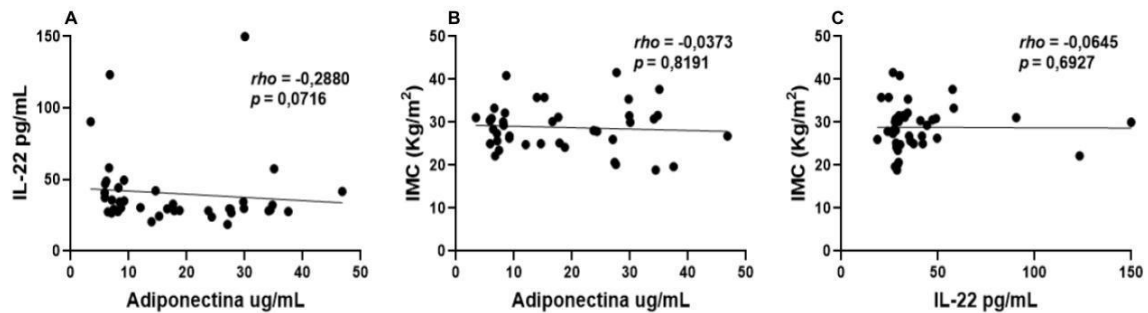 A
IL-22 pg/mL
150
100
50
0
rho = -0,2880
p = 0,0716
0 10 20 30 40 50
Adiponectina ug/mL
B
IMC (Kg/m²)
50
40
30
20
10
0
rho = -0,0373
p = 0,8191
0 10 20 30 40 50
Adiponectina ug/mL
C
IMC (Kg/m²)
50
40
30
20
10
0
rho = -0,0645
p = 0,6927
0 50 100 150
IL-22 pg/mL